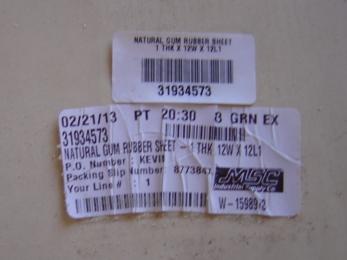 NATURAL GUM RUBBER SHEET
1 THK X 12W X 12L1
31934573
02/21/13 PT 20:30 8 GRN EX
31934573
NATURAL GUM RUBBER SHEET - 1 THK 12W X 12L1
P.O. Number : KEVIN
Packing Slip Number
Your Line # : 1
MSC
Industrial Supply Co